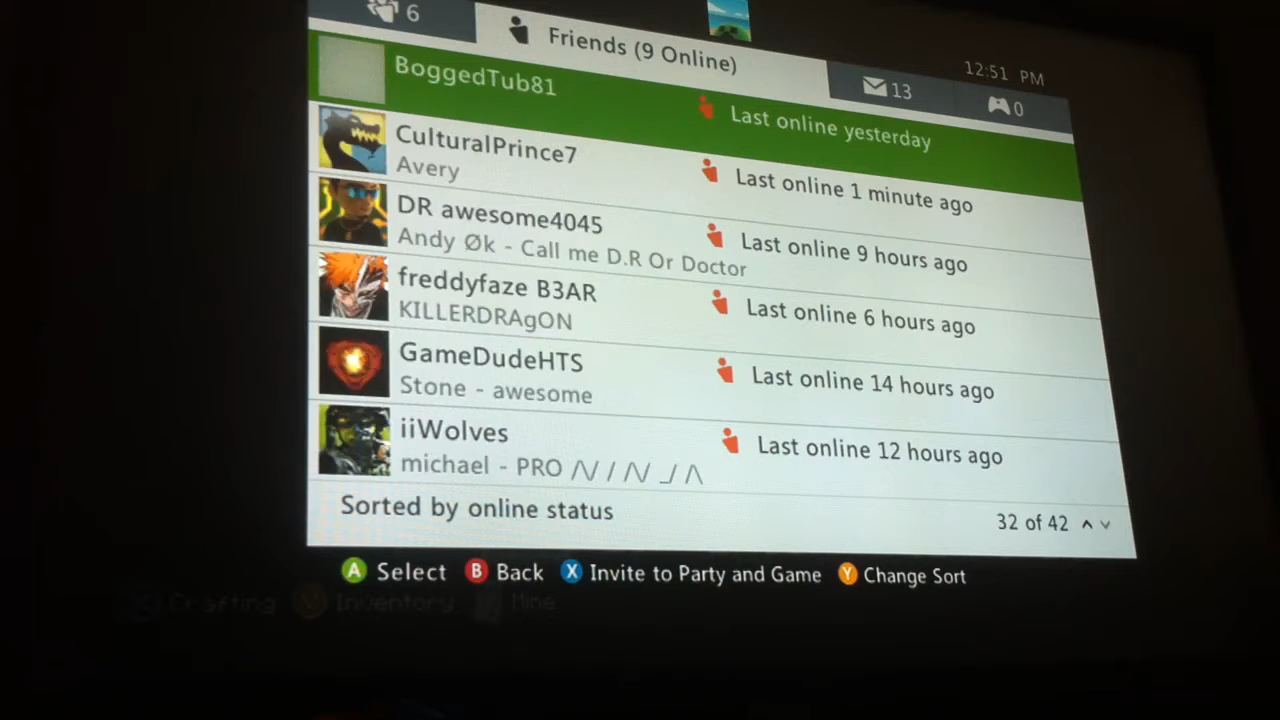 6
Friends (9 Online)
12:51 PM
13
0
BoggedTub81
Last online yesterday
CulturalPrince7
Avery
Last online 1 minute ago
DR awesome4045
Andy Øk - Call me D.R Or Doctor
Last online 9 hours ago
freddyfaze B3AR
KILLERDRAgON
Last online 6 hours ago
GameDudeHTS
Stone - awesome
Last online 14 hours ago
iiWolves
michael - PRO /\/ / /\/ _/ /\
Last online 12 hours ago
Sorted by online status
32 of 42
A Select B Back X Invite to Party and Game Y Change Sort
Crafting Inventory Mine